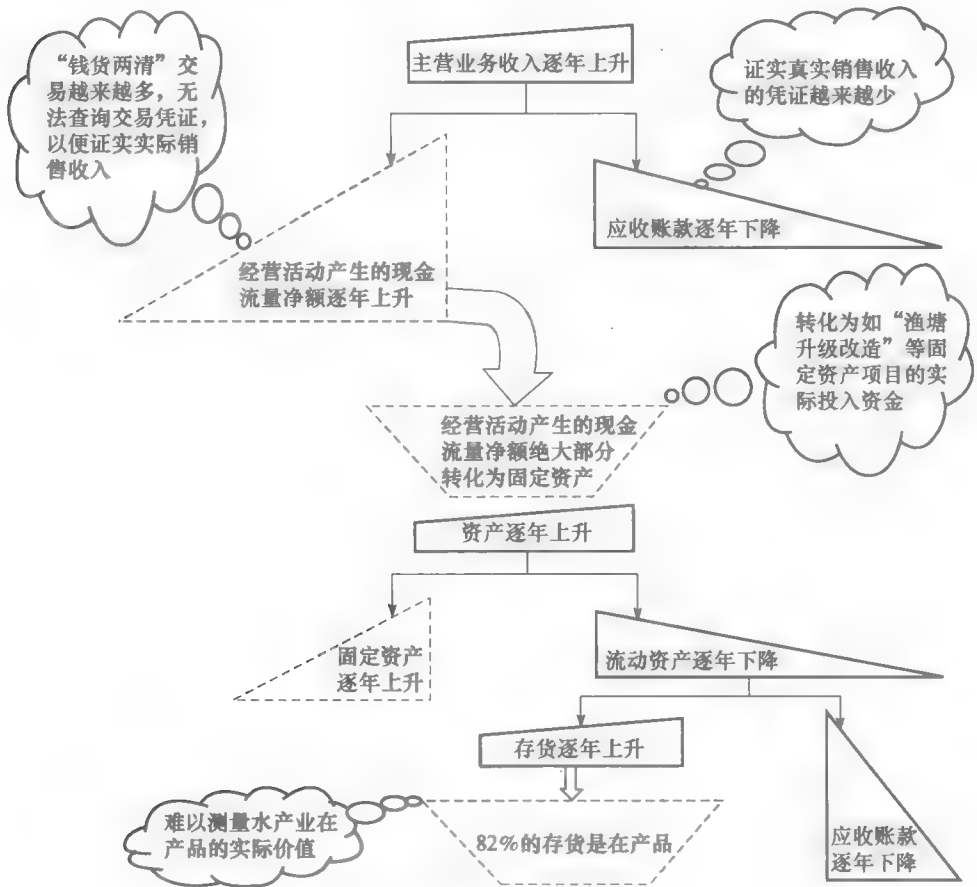 “钱货两清”交
易越来越多，无
法查询交易凭证，
以便证实实际销
售收入
主营业务收入逐年上升
证实真实销售收入
的凭证越来越少
经营活动产生的现金
流量净额逐年上升
应收账款逐年下降
转化为如“渔塘
升级改造”等固
定资产项目的实
际投入资金
经营活动产生的现金
流量净额绝大部分
转化为固定资产
资产逐年上升
固定资产
逐年上升
流动资产逐年下降
存货逐年上升
难以测量水产业在
产品的实际价值
82%的存货是在产品
应收账款
逐年下降